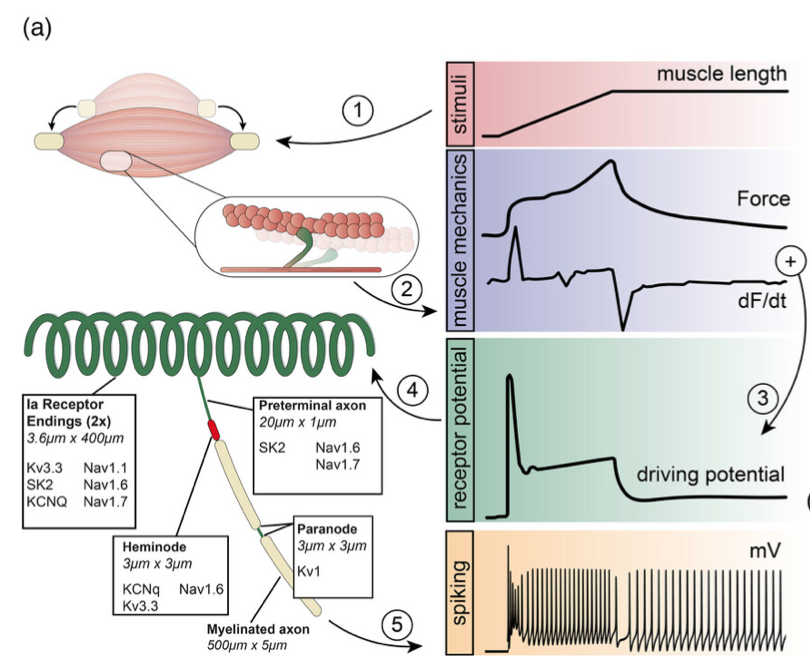 (a)
1
stimuli
muscle length
muscle mechanics
Force
+
dF/dt
2
3
4
receptor potential
driving potential
Ia Receptor
Endings (2x)
3.6μm x 400μm
Kv3.3 Nav1.1
SK2 Nav1.6
KCNQ Nav1.7
Preterminal axon
20μm x 1μm
SK2 Nav1.6
Nav1.7
Heminode
3μm x 3μm
KCNq Nav1.6
Kv3.3
Paranode
3μm x 3μm
Kv1
Myelinated axon
500μm x 5μm
5
spiking
mV